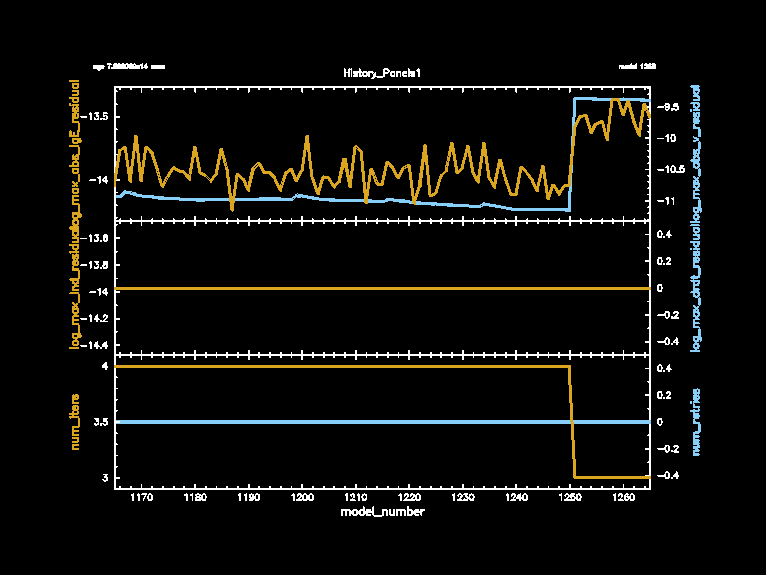 History_Panels1
log_max_abs_lgE_residual
-13.5
-14
-9.5
-10
-10.5
-11
log_max_abs_v_residual
log_max_lnd_residual
-13.6
-13.8
-14
-14.2
-14.4
0.4
0.2
0
-0.2
-0.4
log_max_drdt_residual
num_iters
4
3.5
3
0.4
0.2
0
-0.2
-0.4
num_retries
1170 1180 1190 1200 1210 1220 1230 1240 1250 1260
model_number